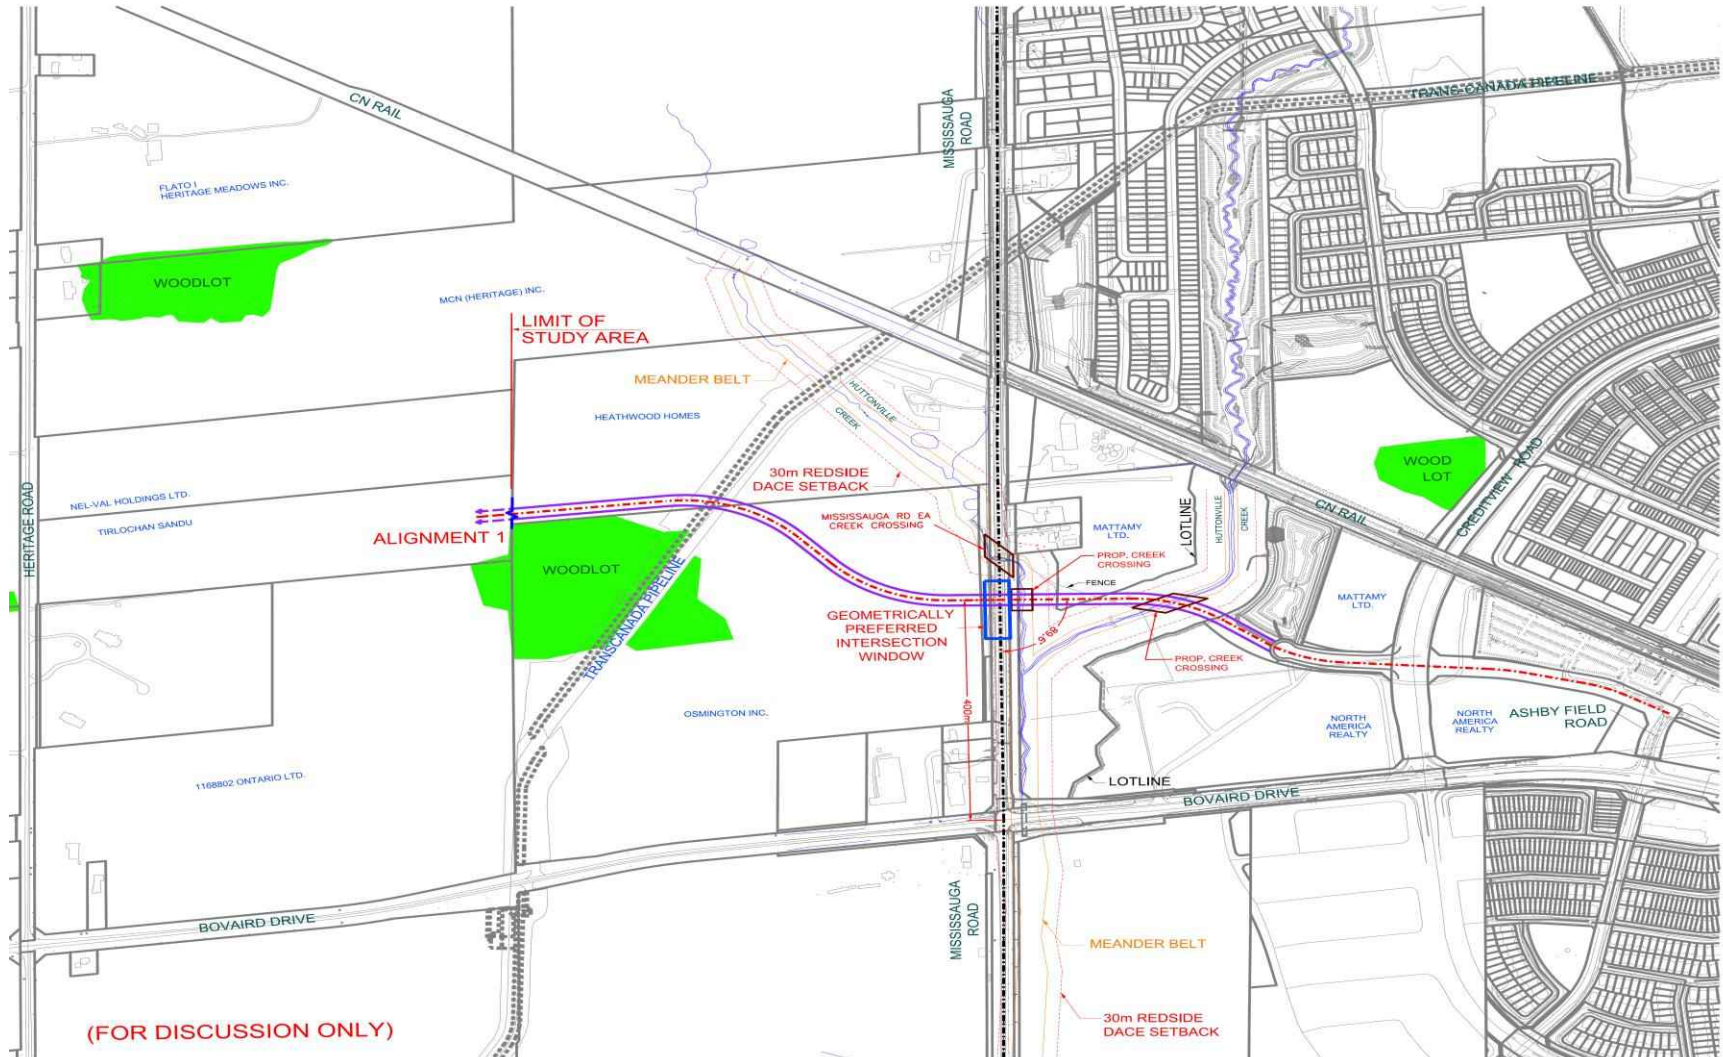 CN RAIL
MISSISSAUGA
ROAD
TRANS-CANADA PIPELINE
FLATO I
HERITAGE MEADOWS INC.
WOODLOT
MCN (HERITAGE) INC.
LIMIT OF
STUDY AREA
MEANDER BELT
HUTTONVILLE
CREEK
HEATHWOOD HOMES
30m REDSIDE
DACE SETBACK
WOOD
LOT
CREDITVIEW ROAD
HERITAGE ROAD
NEL-VAL HOLDINGS LTD.
TIRLOCHAN SANDU
ALIGNMENT 1
MISSISSAUGA RD EA
CREEK CROSSING
MATTAMY
LTD.
LOTLINE
HUTTONVILLE
CREEK
CN RAIL
PROP. CREEK
CROSSING
FENCE
WOODLOT
TRANSCANADA PIPELINE
GEOMETRICALLY
PREFERRED
INTERSECTION
WINDOW
89.6°
MATTAMY
LTD.
PROP. CREEK
CROSSING
400m
OSMINGTON INC.
NORTH
AMERICA
REALTY
NORTH
AMERICA
REALTY
ASHBY FIELD
ROAD
1168802 ONTARIO LTD.
LOTLINE
BOVAIRD DRIVE
BOVAIRD DRIVE
MISSISSAUGA
ROAD
MEANDER BELT
30m REDSIDE
DACE SETBACK
(FOR DISCUSSION ONLY)